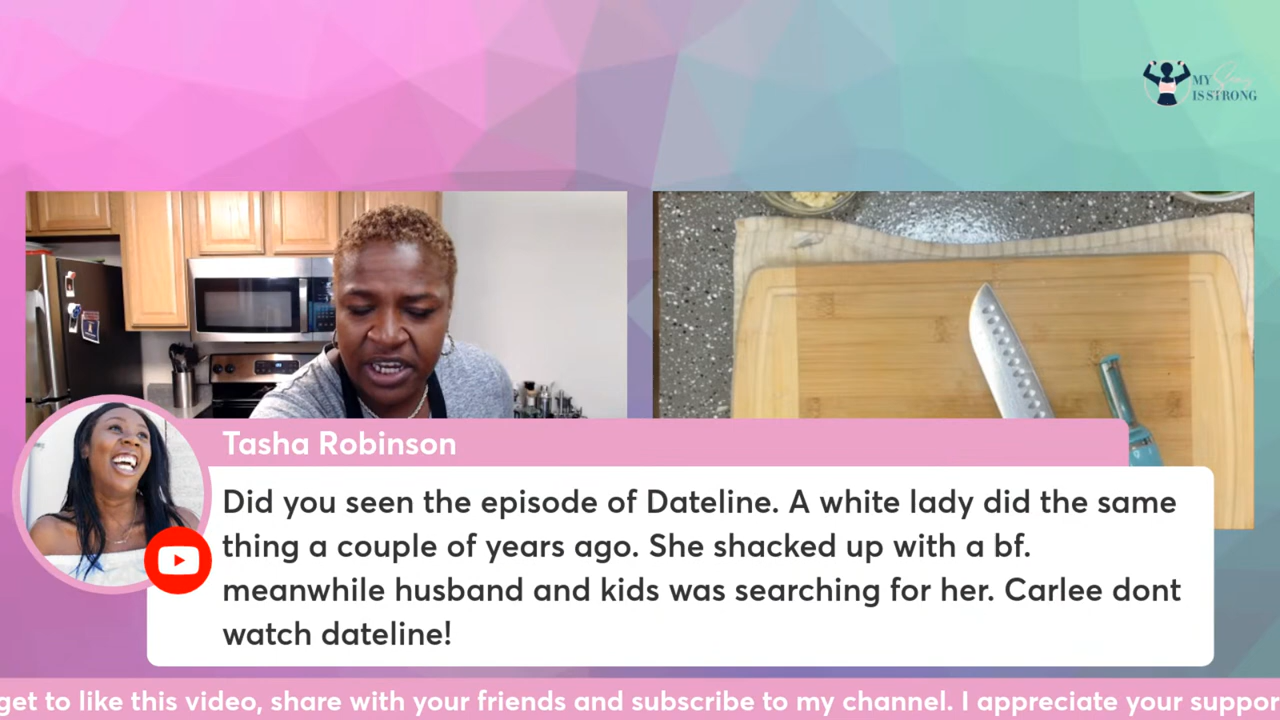 MY Story
IS STRONG
Tasha Robinson
Did you seen the episode of Dateline. A white lady did the same
thing a couple of years ago. She shacked up with a bf.
meanwhile husband and kids was searching for her. Carlee dont
watch dateline!
get to like this video, share with your friends and subscribe to my channel. I appreciate your suppor